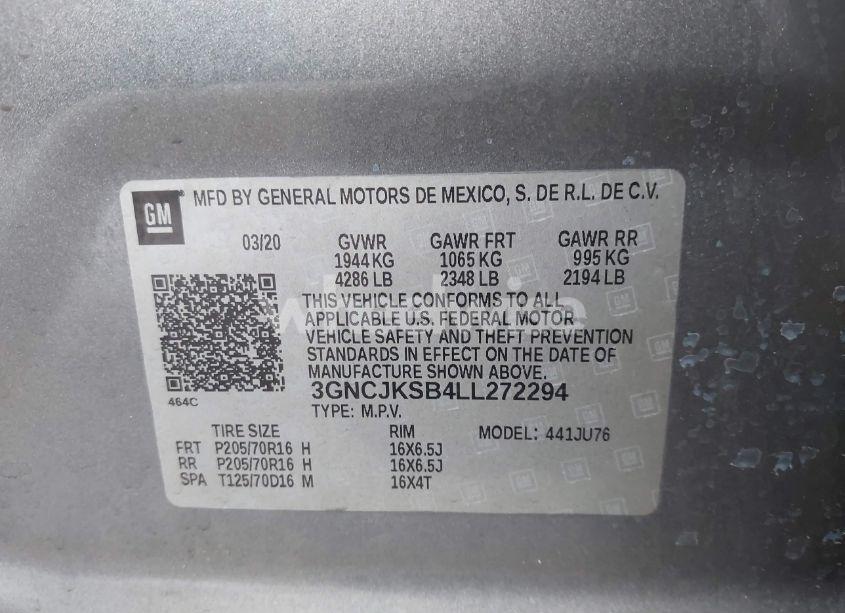 GM
MFD BY GENERAL MOTORS DE MEXICO, S. DE R.L. DE C.V.
03/20 GVWR GAWR FRT GAWR RR
1944 KG 1065 KG 995 KG
4286 LB 2348 LB 2194 LB
THIS VEHICLE CONFORMS TO ALL
APPLICABLE U.S. FEDERAL MOTOR
VEHICLE SAFETY AND THEFT PREVENTION
STANDARDS IN EFFECT ON THE DATE OF
MANUFACTURE SHOWN ABOVE.
464C
3GNCJKSB4LL272294
TYPE: M.P.V.
TIRE SIZE RIM MODEL: 441JU76
FRT P205/70R16 H 16X6.5J
RR P205/70R16 H 16X6.5J
SPA T125/70D16 M 16X4T